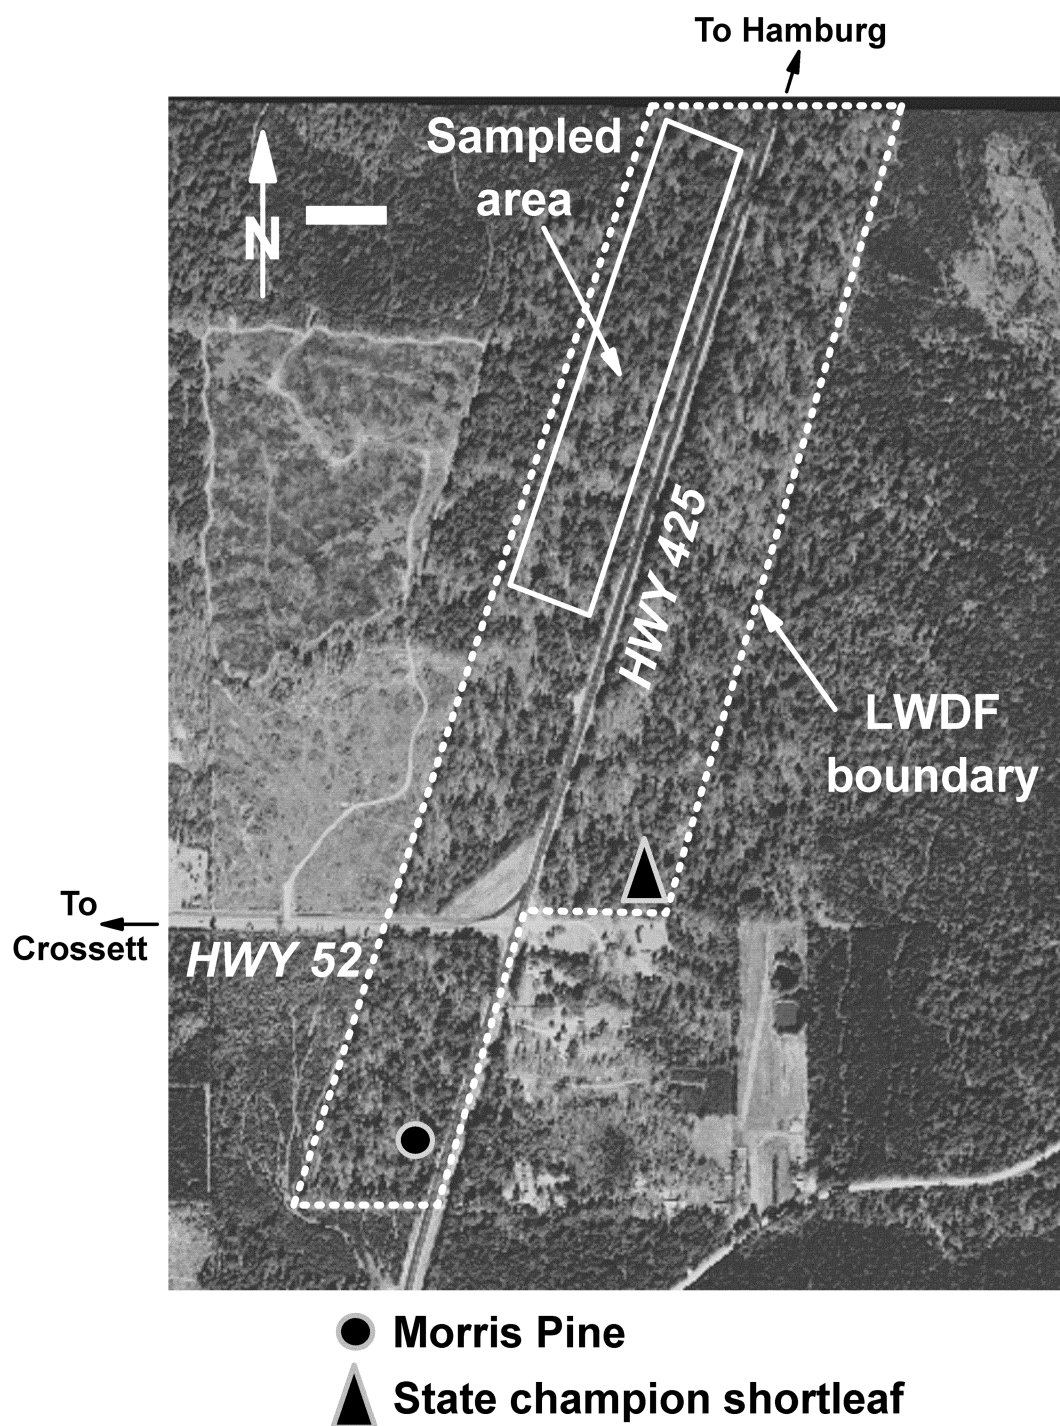 To Hamburg
Sampled
area
N
HWY 425
LWDF
boundary
To
Crossett
HWY 52
Morris Pine
State champion shortleaf